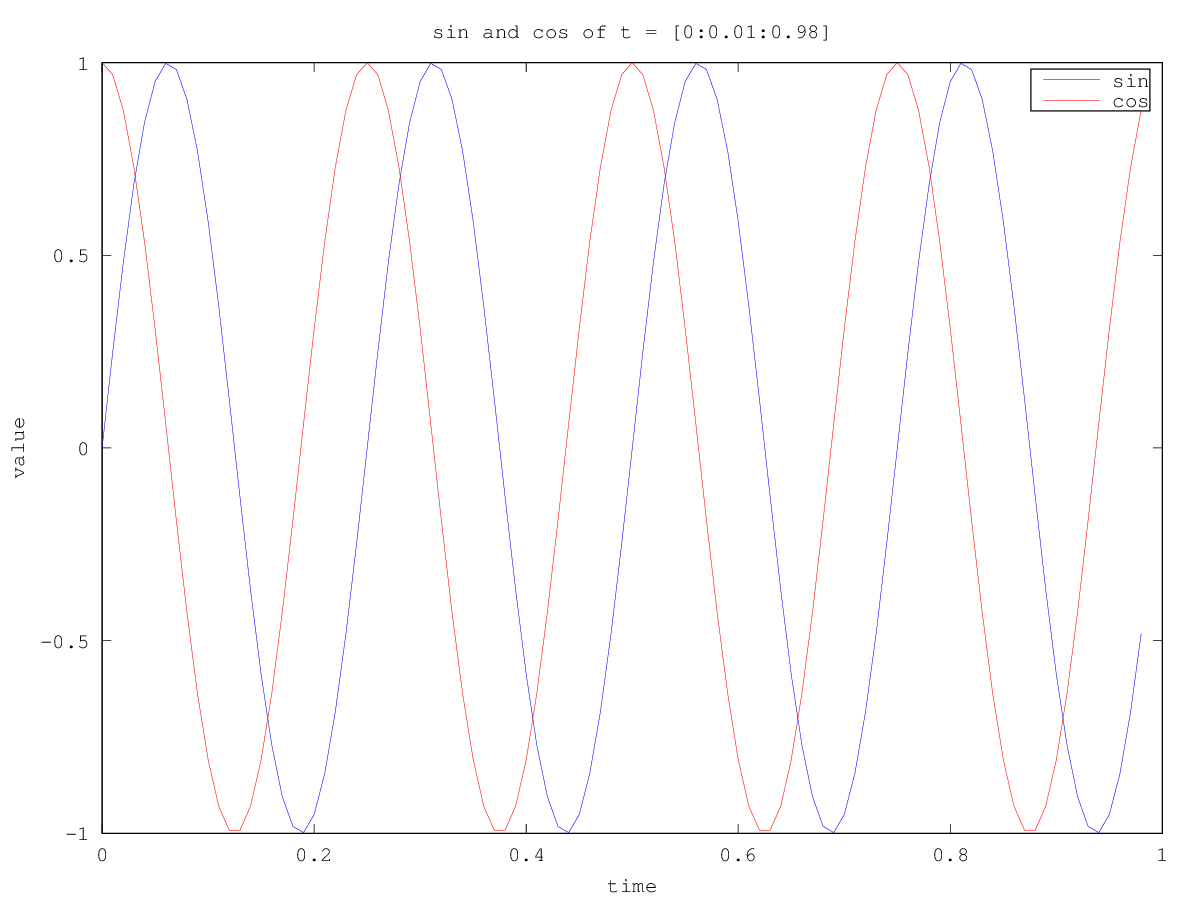 sin and cos of t = [0:0.01:0.98]
sin
cos
1
0.5
0
-0.5
-1
value
0
0.2
0.4
0.6
0.8
1
time